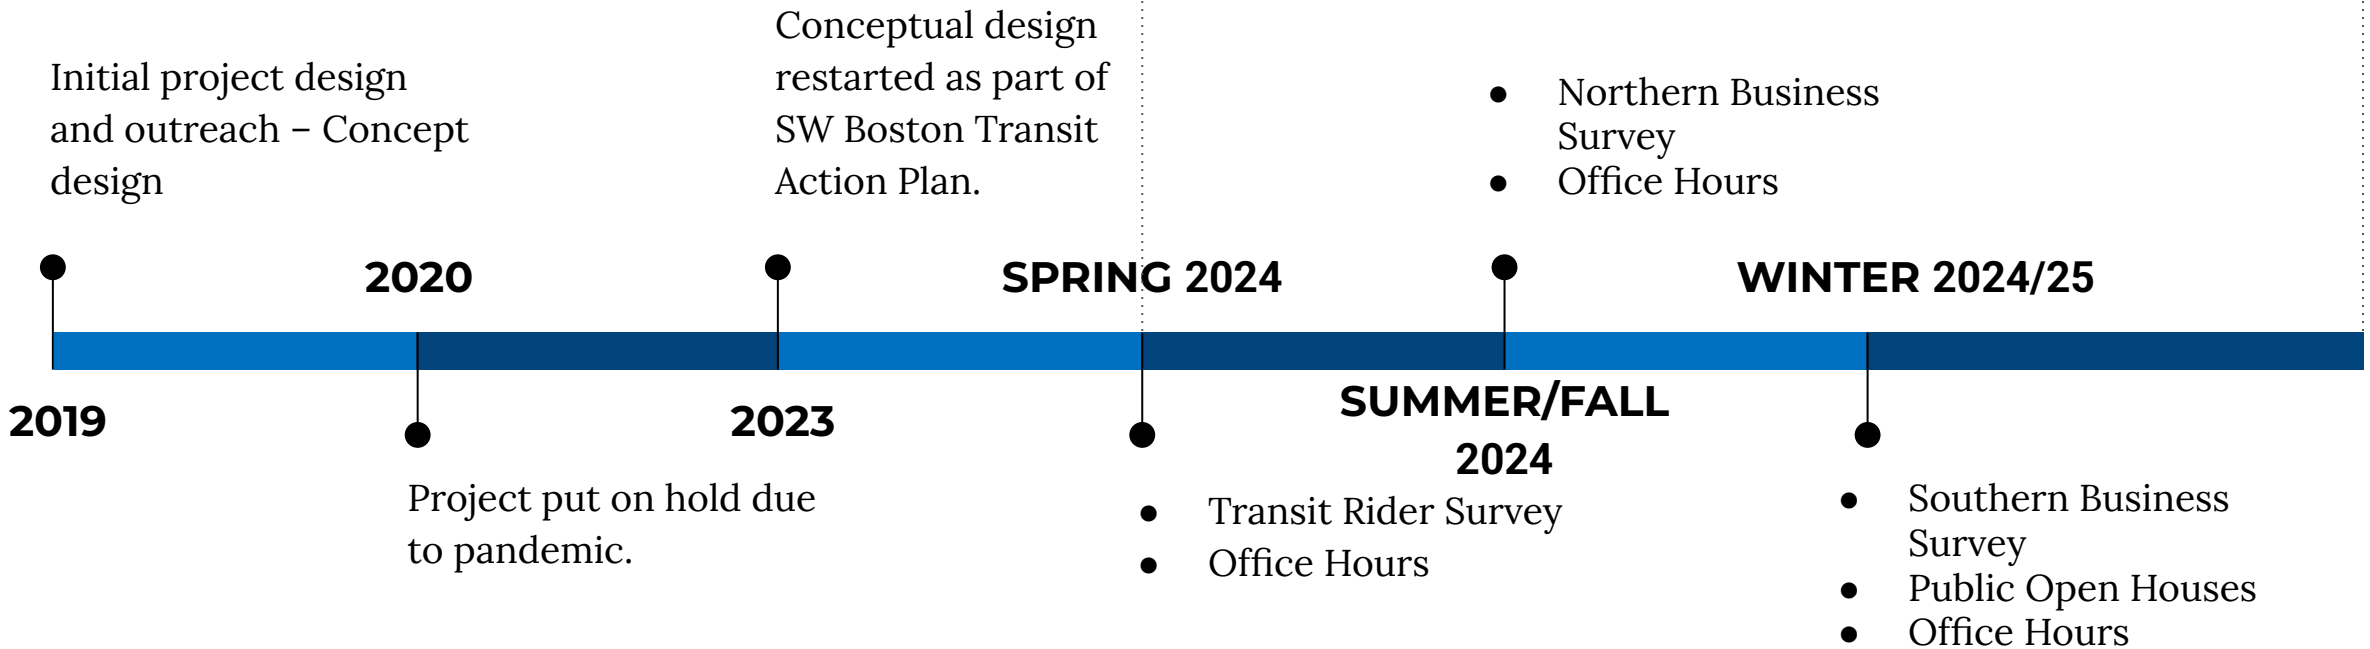 Initial project design
and outreach – Concept
design
2019
2020
Project put on hold due
to pandemic.
Conceptual design
restarted as part of
SW Boston Transit
Action Plan.
2023
SPRING 2024
● Transit Rider Survey
● Office Hours
● Northern Business
Survey
● Office Hours
SUMMER/FALL
2024
WINTER 2024/25
● Southern Business
Survey
● Public Open Houses
● Office Hours